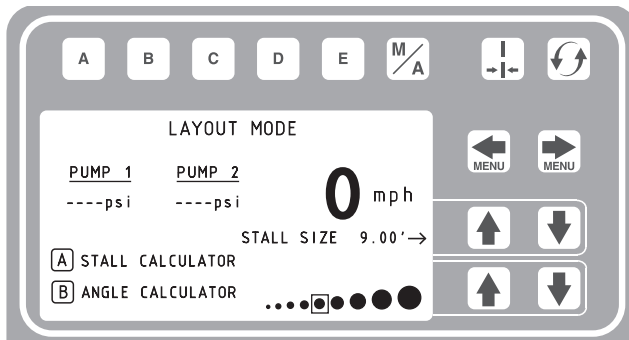 A B C D E M/A
LAYOUT MODE
MENU MENU
PUMP 1 PUMP 2
----psi ----psi 0 mph
STALL SIZE 9.00'→
A STALL CALCULATOR
B ANGLE CALCULATOR